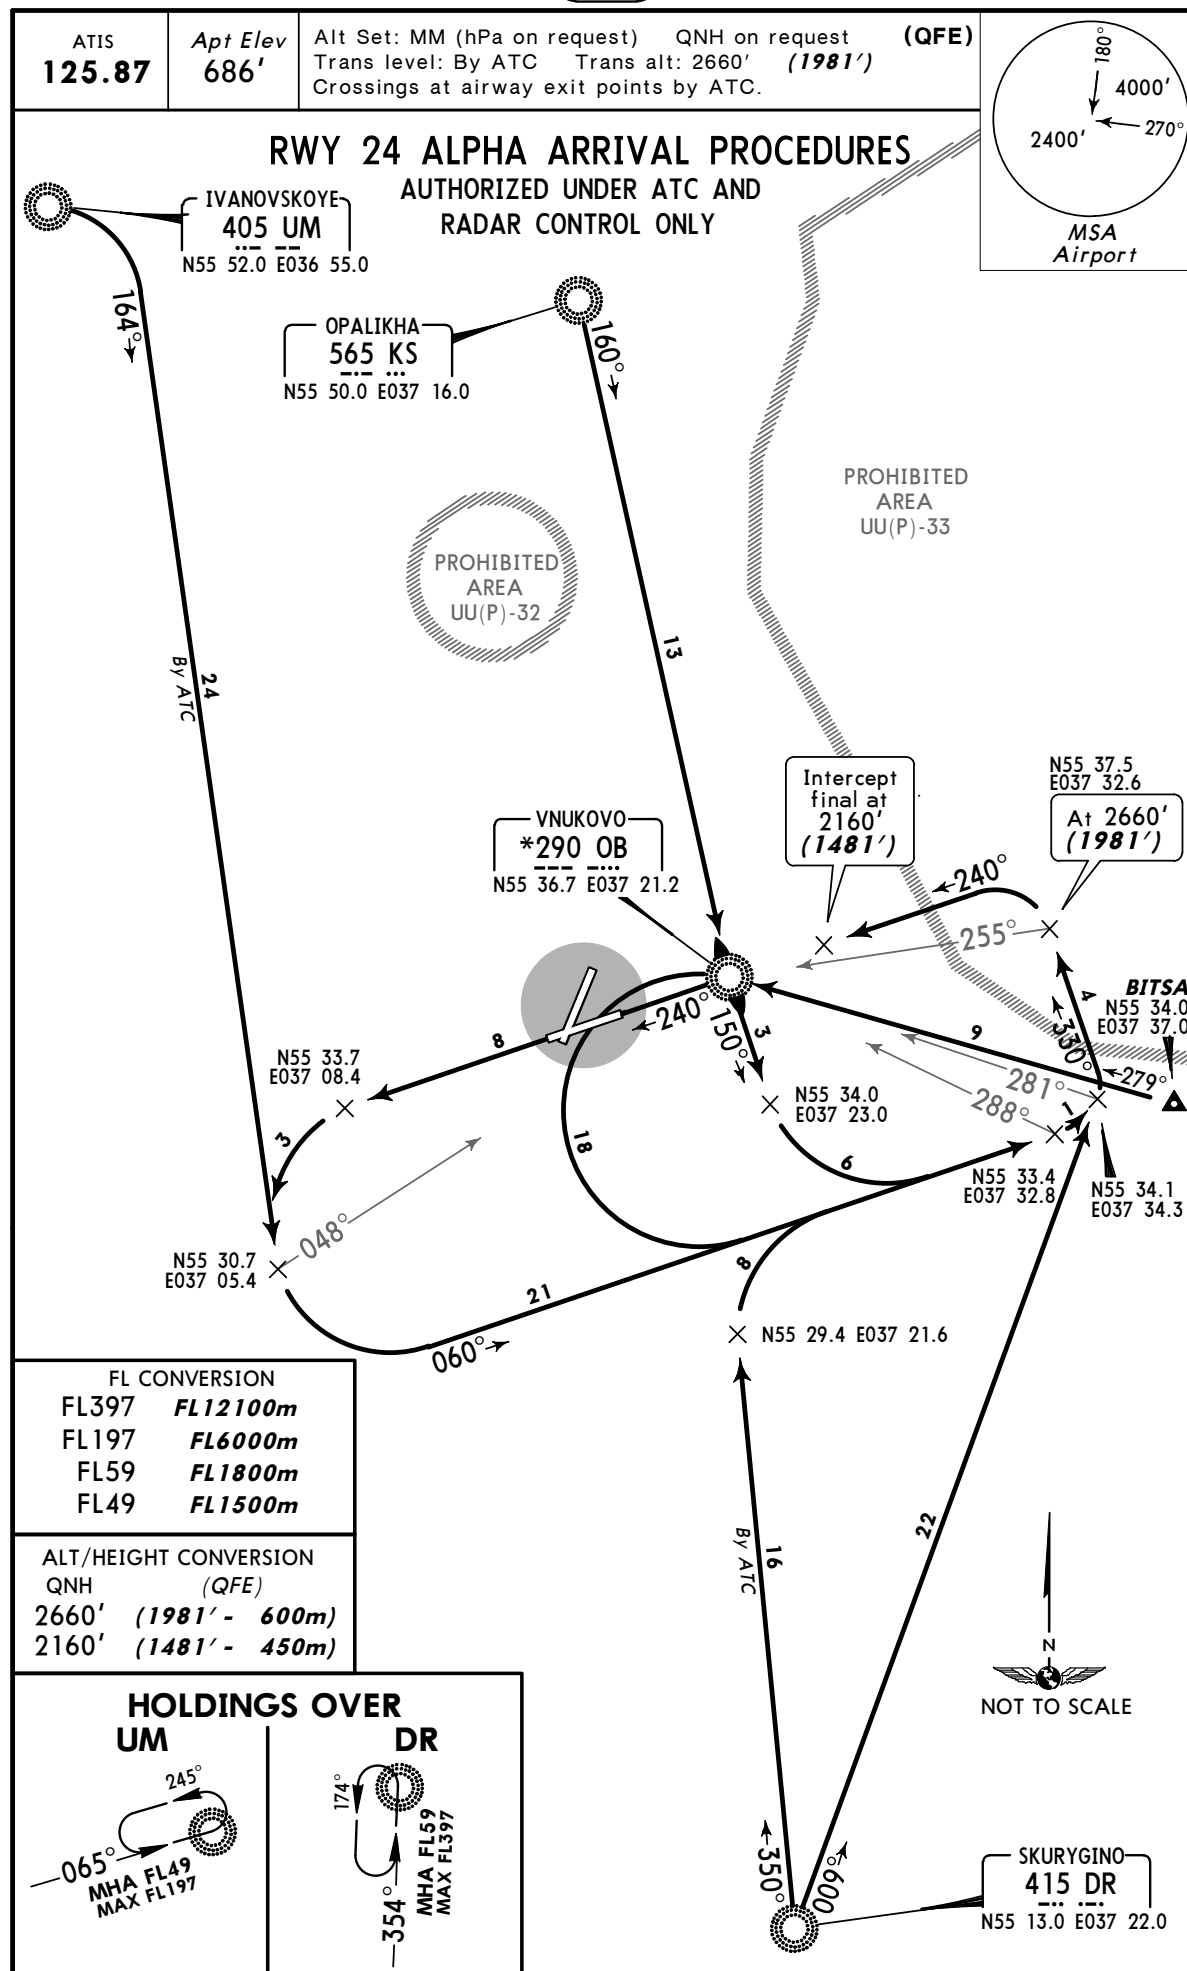 ATIS
125.87
Apt Elev
686'
Alt Set: MM (hPa on request) QNH on request (QFE)
Trans level: By ATC Trans alt: 2660' (1981')
Crossings at airway exit points by ATC.
180°
4000'
270°
2400'
MSA
Airport
RWY 24 ALPHA ARRIVAL PROCEDURES
AUTHORIZED UNDER ATC AND
RADAR CONTROL ONLY
IVANOVSKOYE
405 UM
N55 52.0 E036 55.0
164°
OPALIKHA
565 KS
N55 50.0 E037 16.0
160°
PROHIBITED
AREA
UU(P)-33
PROHIBITED
AREA
UU(P)-32
13
24
By ATC
Intercept
final at
2160'
(1481')
N55 37.5
E037 32.6
At 2660'
(1981')
VNUKOVO
*290 OB
N55 36.7 E037 21.2
240°
255°
BITSA
N55 34.0
E037 37.0
4
330°
9
279°
281°
288°
1
240°
150°
3
8
N55 33.7
E037 08.4
3
N55 34.0
E037 23.0
18
6
N55 33.4
E037 32.8
N55 34.1
E037 34.3
048°
N55 30.7
E037 05.4
8
21
060°
N55 29.4 E037 21.6
FL CONVERSION
FL397 FL12100m
FL197 FL6000m
FL59 FL1800m
FL49 FL1500m
ALT/HEIGHT CONVERSION
QNH (QFE)
2660' (1981' - 600m)
2160' (1481' - 450m)
16
By ATC
22
N
NOT TO SCALE
HOLDINGS OVER
UM
245°
065°
MHA FL49
MAX FL197
DR
174°
354°
MHA FL59
MAX FL397
350°
009°
SKURYGINO
415 DR
N55 13.0 E037 22.0